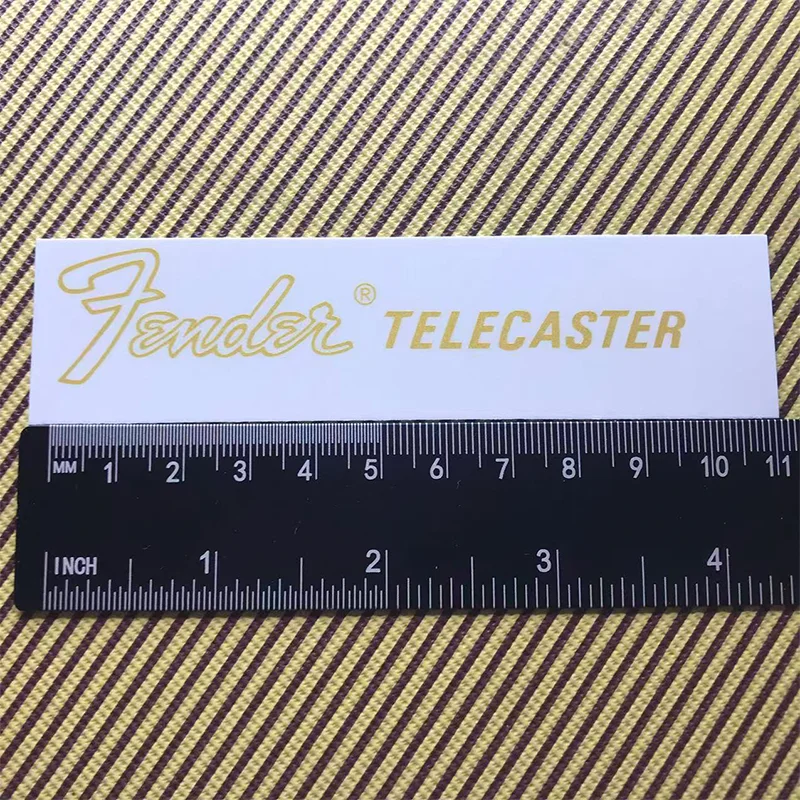 Fender® TELECASTER
MM 1 2 3 4 5 6 7 8 9 10 11
INCH 1 2 3 4